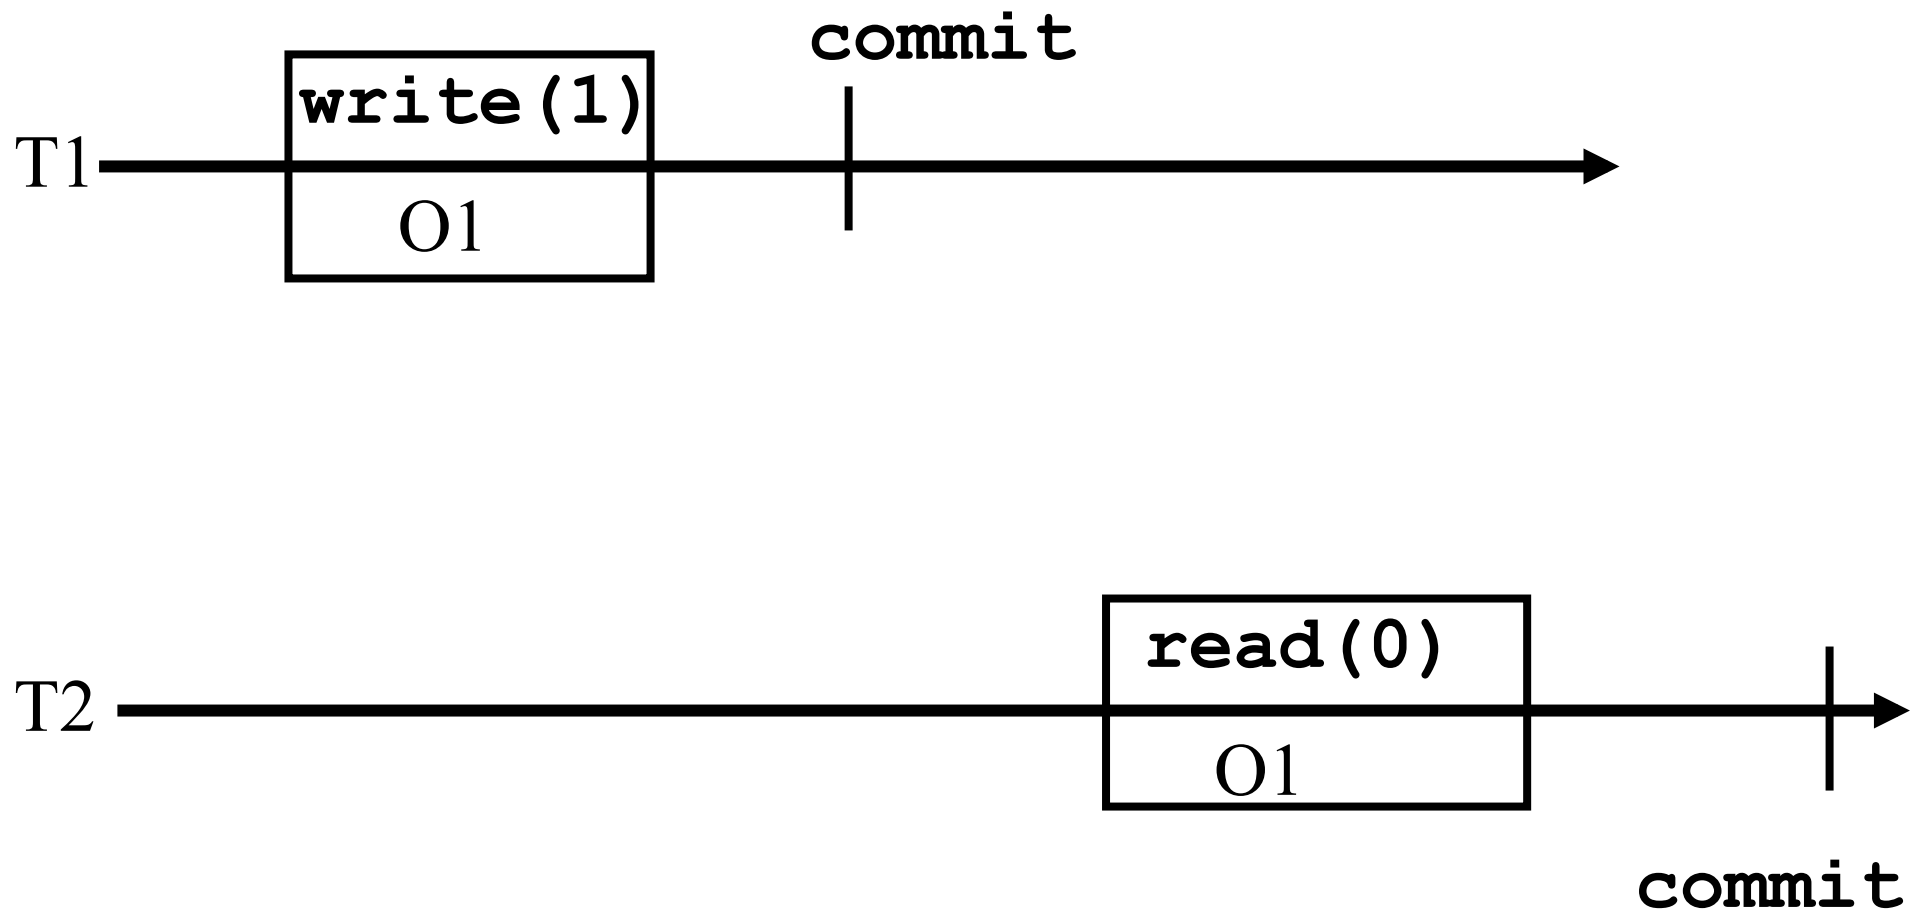 commit
write(1)
T1
O1
read(0)
T2
O1
commit